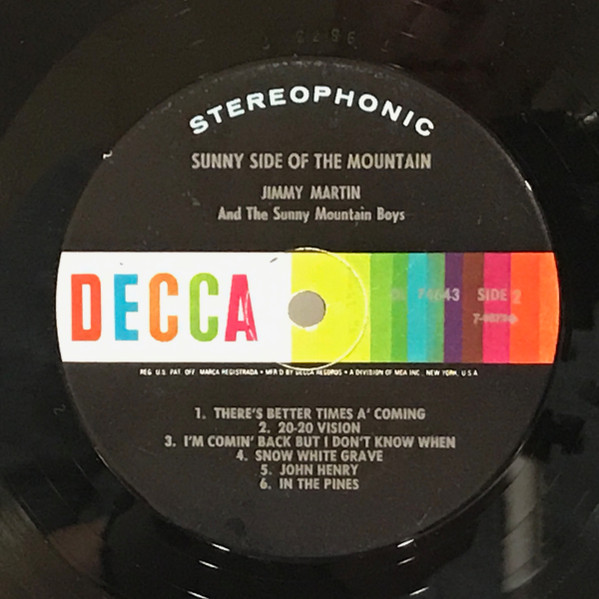 STEREOPHONIC
SUNNY SIDE OF THE MOUNTAIN
JIMMY MARTIN
And The Sunny Mountain Boys
DECCA
DL 74643 SIDE 2
REG. U.S. PAT. OFF. MARCA REGISTRADA • MFR'D BY DECCA RECORDS • A DIVISION OF MCA INC., NEW YORK, U.S.A
1. THERE'S BETTER TIMES A' COMING
2. 20-20 VISION
3. I'M COMIN' BACK BUT I DON'T KNOW WHEN
4. SNOW WHITE GRAVE
5. JOHN HENRY
6. IN THE PINES